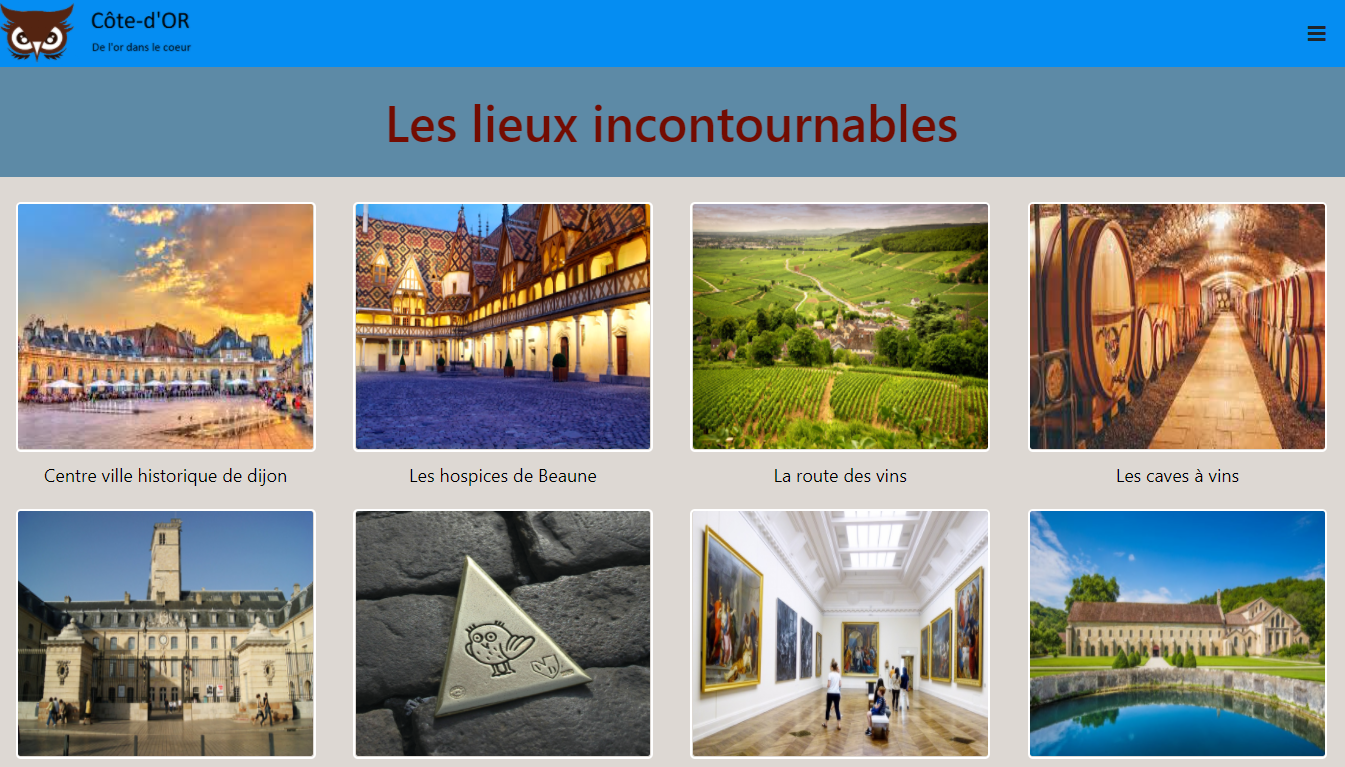 Côte-d'OR
De l'or dans le coeur
Les lieux incontournables
Centre ville historique de dijon
Les hospices de Beaune
La route des vins
Les caves à vins